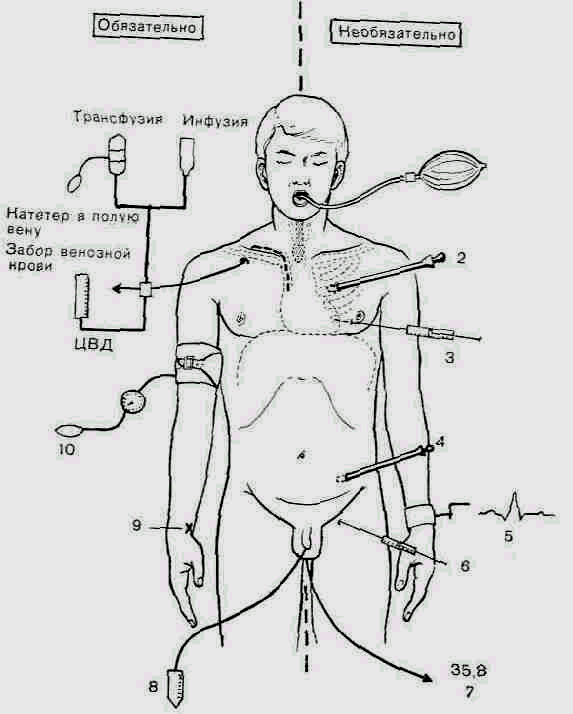 Обязательно
Необязательно
Трансфузия
Инфузия
Катетер в полую
вену
Забор венозной
крови
ЦВД
2
3
4
5
6
35,8
7
8
9
10